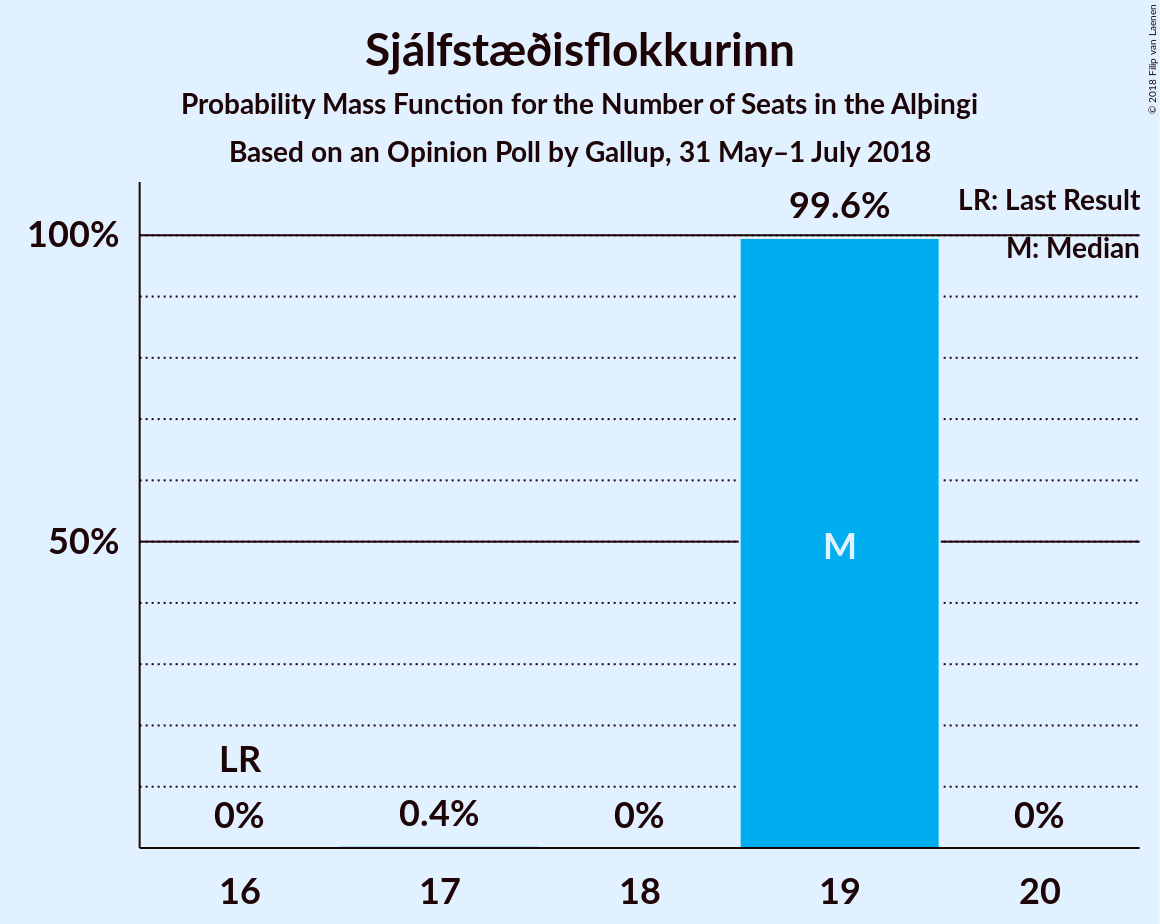 Sjálfstæðisflokkurinn
Probability Mass Function for the Number of Seats in the Alþingi
Based on an Opinion Poll by Gallup, 31 May–1 July 2018
© 2018 Filip van Laenen
LR: Last Result
M: Median
99.6%
100%
50%
M
LR
0%
0.4%
0%
0%
16
17
18
19
20